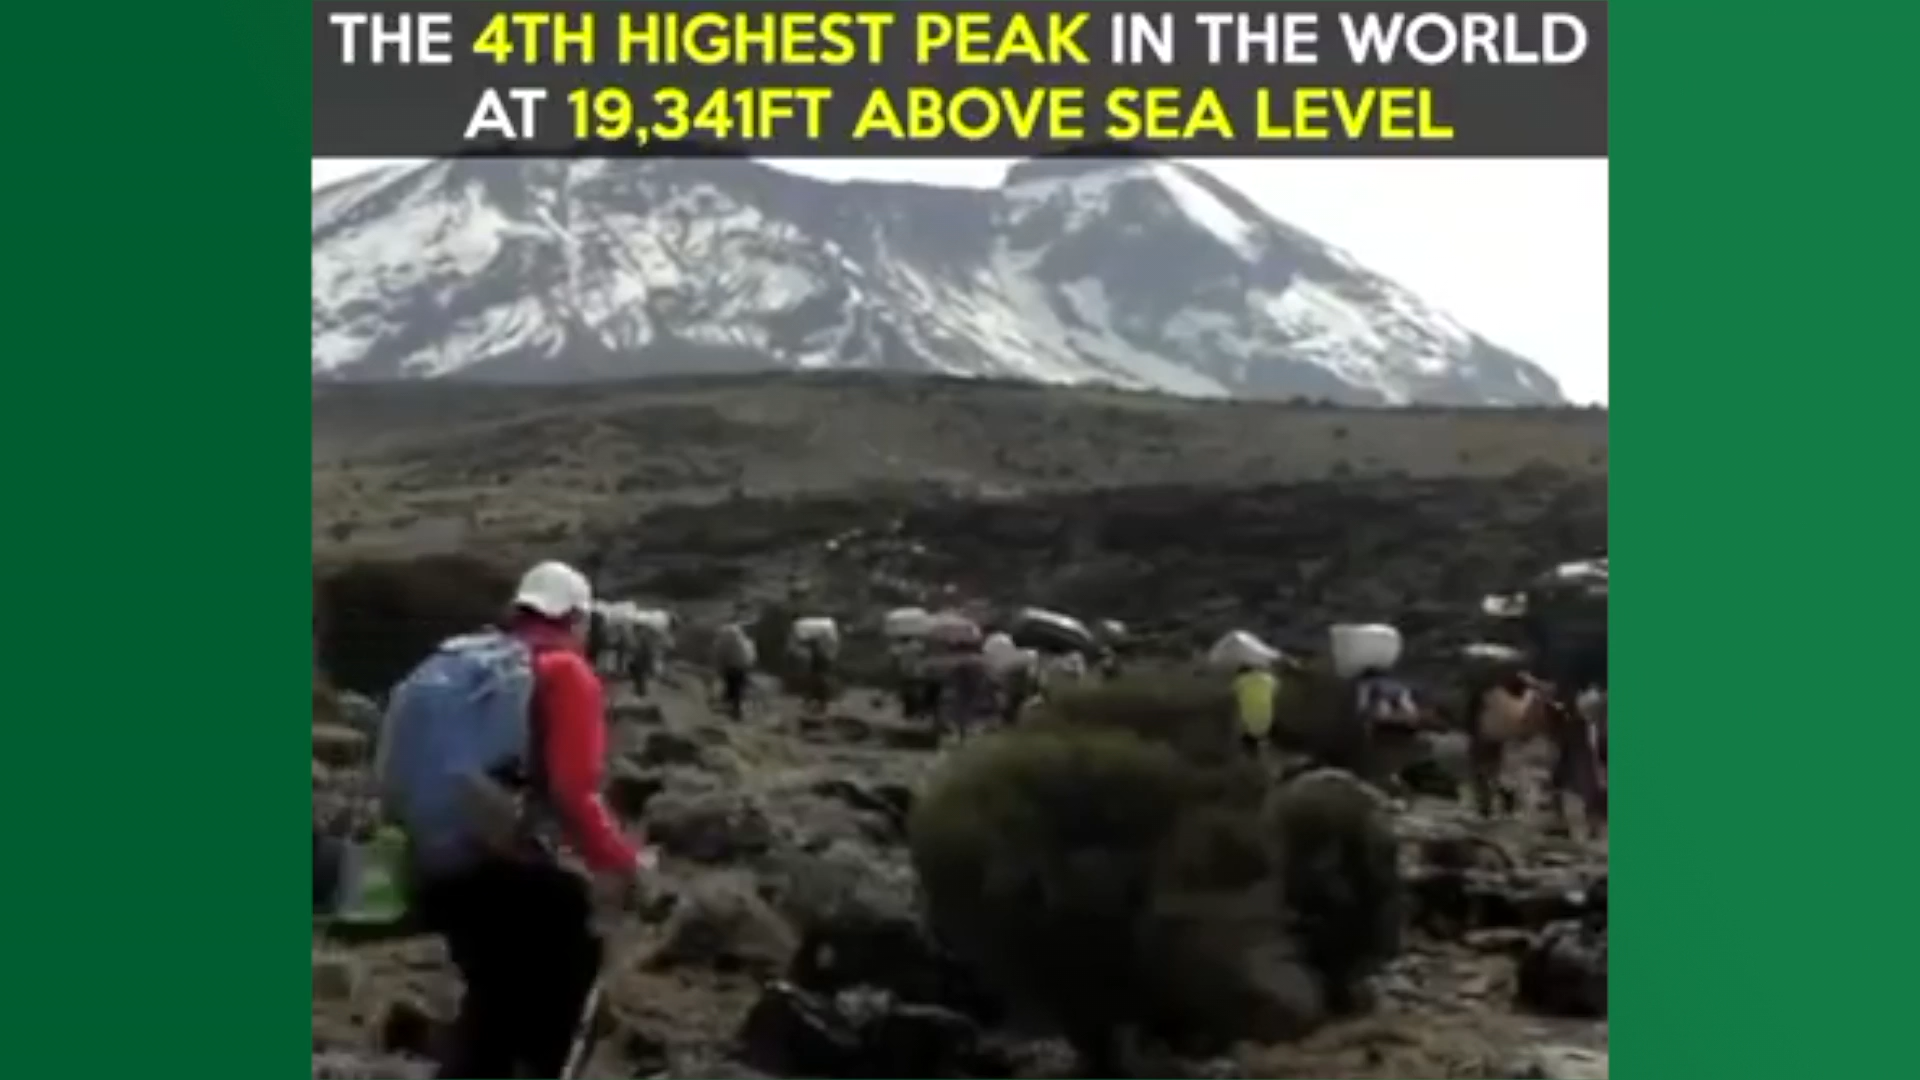 THE 4TH HIGHEST PEAK IN THE WORLD
AT 19,341FT ABOVE SEA LEVEL